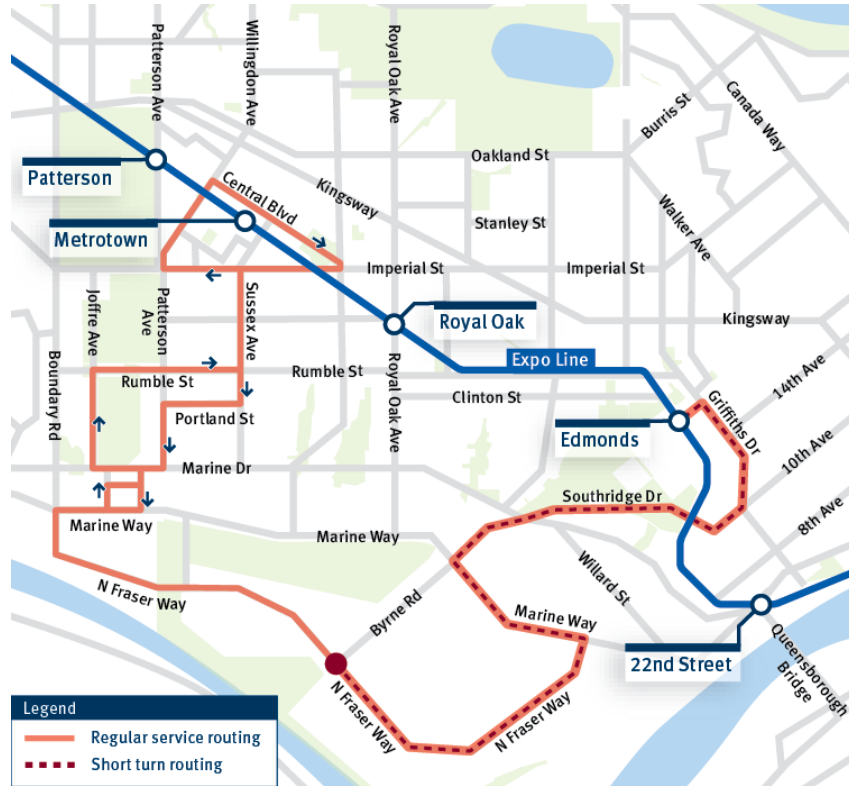 Patterson Ave
Willingdon Ave
Royal Oak Ave
Burris St
Canada Way
Oakland St
Patterson
Central Blvd
Kingsway
Stanley St
Walker Ave
Metrotown
Imperial St
Imperial St
Joffre Ave
Patterson
Ave
Sussex Ave
Royal Oak
Kingsway
Boundary Rd
Rumble St
Rumble St
Royal Oak Ave
Expo Line
Clinton St
14th Ave
Portland St
Griffiths Dr
Edmonds
10th Ave
Marine Dr
Southridge Dr
8th Ave
Marine Way
Marine Way
Willard St
N Fraser Way
Byrne Rd
Marine Way
22nd Street
Queensborough
Bridge
N Fraser Way
N Fraser Way
Legend
Regular service routing
Short turn routing